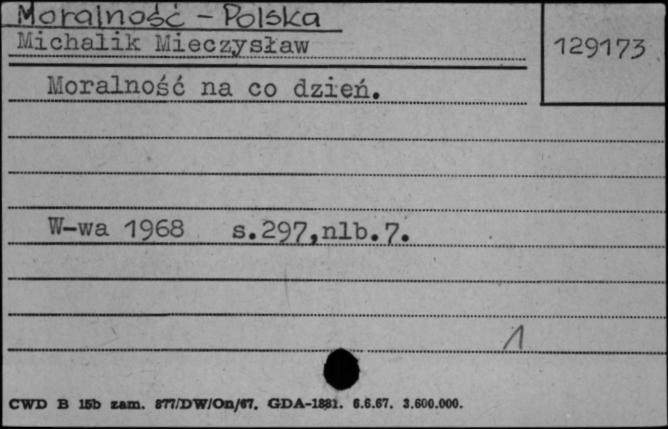 Moralność - Polska
Michalik Mieczysław
129173
Moralność na co dzień.
W-wa 1968 s.297,nlb.7.
1
CWD B 15b zam. 877/DW/On/67. GDA-1881. 6.6.67. 3.600.000.